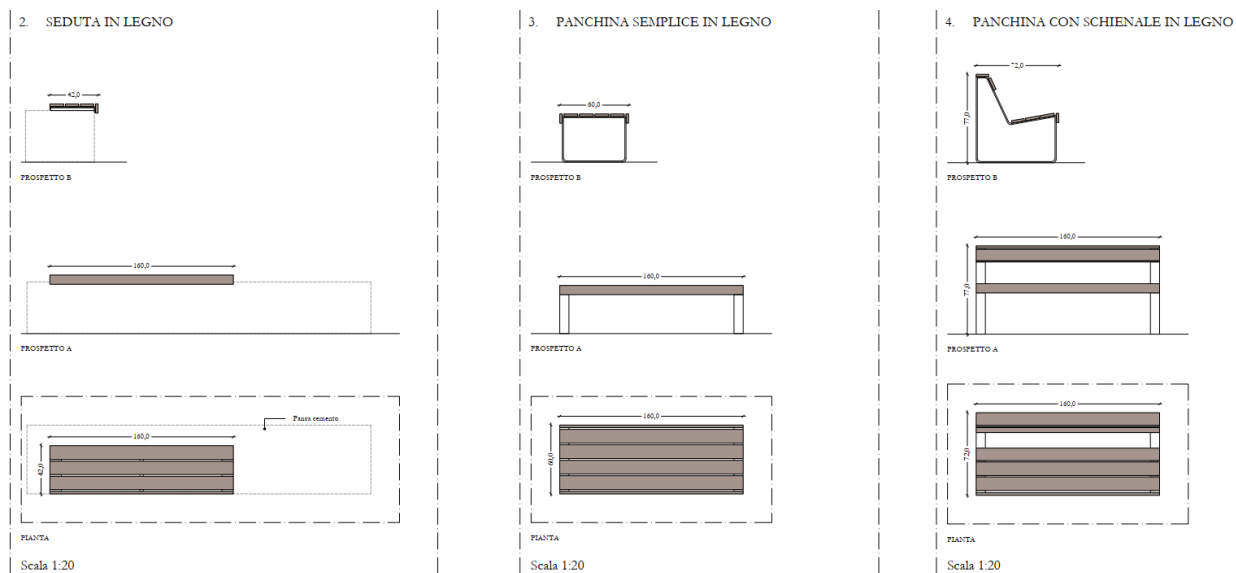 2. SEDUTA IN LEGNO
42,0
PROSPETTO B
160,0
PROSPETTO A
Panca cemento
160,0
42,0
PIANTA
Scala 1:20
3. PANCHINA SEMPLICE IN LEGNO
60,0
PROSPETTO B
160,0
PROSPETTO A
160,0
60,0
PIANTA
Scala 1:20
4. PANCHINA CON SCHIENALE IN LEGNO
72,0
77,0
PROSPETTO B
160,0
77,0
PROSPETTO A
160,0
72,0
PIANTA
Scala 1:20